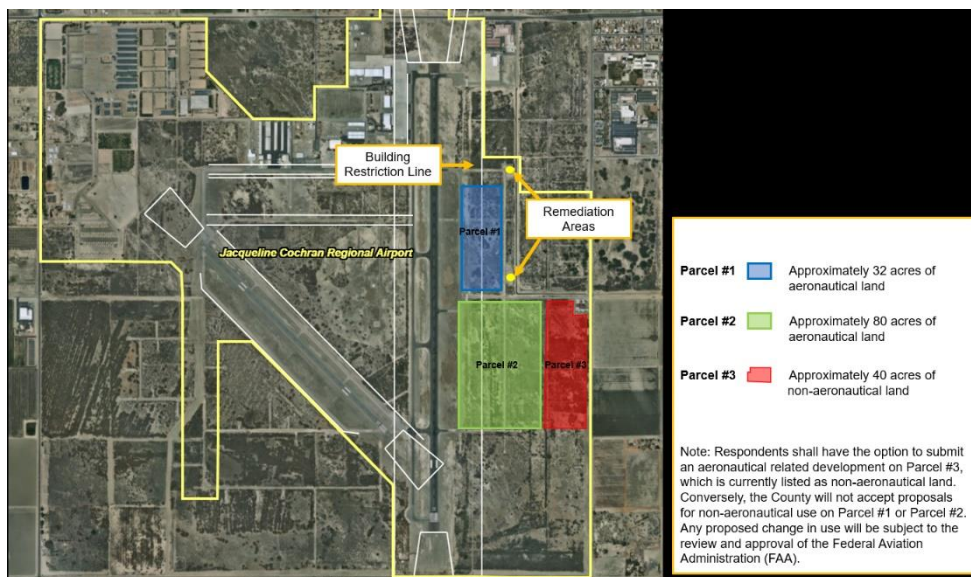 Building
Restriction Line
Remediation
Areas
Parcel #1
Jacqueline Cochran Regional Airport
Parcel #2
Parcel #3
Parcel #1
Approximately 32 acres of
aeronautical land
Parcel #2
Approximately 80 acres of
aeronautical land
Parcel #3
Approximately 40 acres of
non-aeronautical land
Note: Respondents shall have the option to submit
an aeronautical related development on Parcel #3,
which is currently listed as non-aeronautical land.
Conversely, the County will not accept proposals
for non-aeronautical use on Parcel #1 or Parcel #2.
Any proposed change in use will be subject to the
review and approval of the Federal Aviation
Administration (FAA).